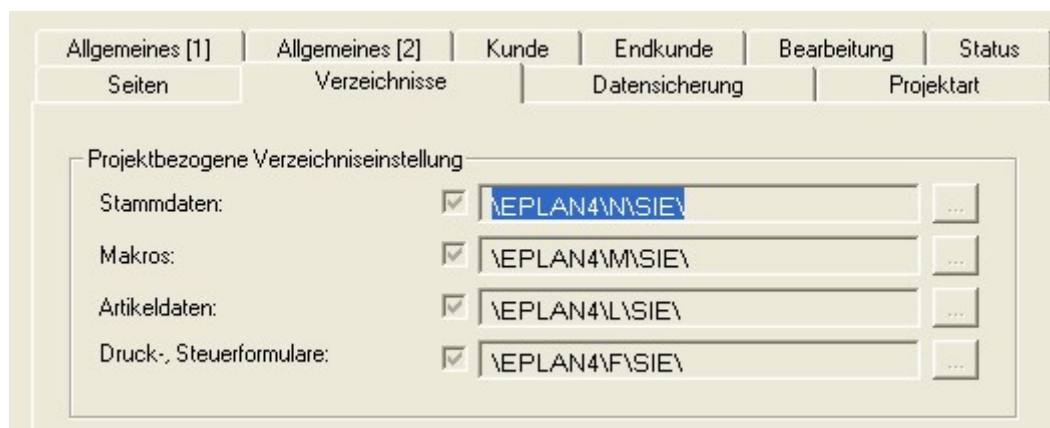 Allgemeines [1] Allgemeines [2] Kunde Endkunde Bearbeitung Status
Seiten Verzeichnisse Datensicherung Projektart
Projektbezogene Verzeichniseinstellung
Stammdaten: \EPLAN4\N\SIE\ ...
Makros: \EPLAN4\M\SIE\ ...
Artikeldaten: \EPLAN4\L\SIE\ ...
Druck-, Steuerformulare: \EPLAN4\F\SIE\ ...